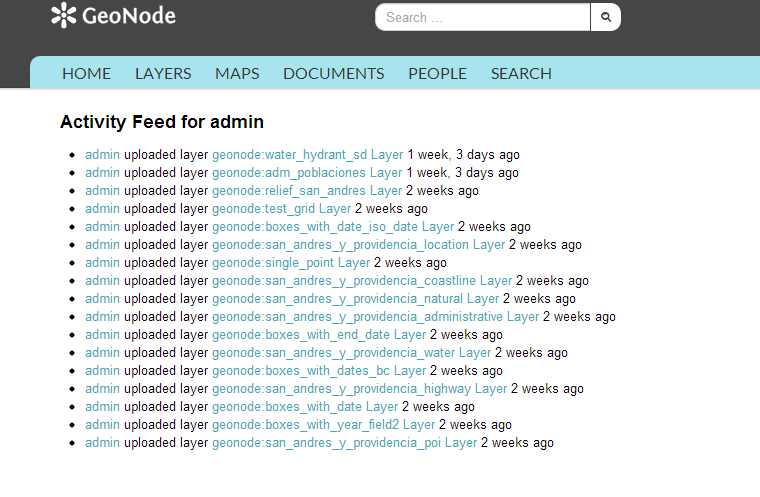 GeoNode
Search ...
HOME LAYERS MAPS DOCUMENTS PEOPLE SEARCH
Activity Feed for admin
admin uploaded layer geonode:water_hydrant_sd Layer 1 week, 3 days ago
admin uploaded layer geonode:adm_poblaciones Layer 1 week, 3 days ago
admin uploaded layer geonode:relief_san_andres Layer 2 weeks ago
admin uploaded layer geonode:test_grid Layer 2 weeks ago
admin uploaded layer geonode:boxes_with_date_iso_date Layer 2 weeks ago
admin uploaded layer geonode:san_andres_y_providencia_location Layer 2 weeks ago
admin uploaded layer geonode:single_point Layer 2 weeks ago
admin uploaded layer geonode:san_andres_y_providencia_coastline Layer 2 weeks ago
admin uploaded layer geonode:san_andres_y_providencia_natural Layer 2 weeks ago
admin uploaded layer geonode:san_andres_y_providencia_administrative Layer 2 weeks ago
admin uploaded layer geonode:boxes_with_end_date Layer 2 weeks ago
admin uploaded layer geonode:san_andres_y_providencia_water Layer 2 weeks ago
admin uploaded layer geonode:boxes_with_dates_bc Layer 2 weeks ago
admin uploaded layer geonode:san_andres_y_providencia_highway Layer 2 weeks ago
admin uploaded layer geonode:boxes_with_date Layer 2 weeks ago
admin uploaded layer geonode:boxes_with_year_field2 Layer 2 weeks ago
admin uploaded layer geonode:san_andres_y_providencia_poi Layer 2 weeks ago